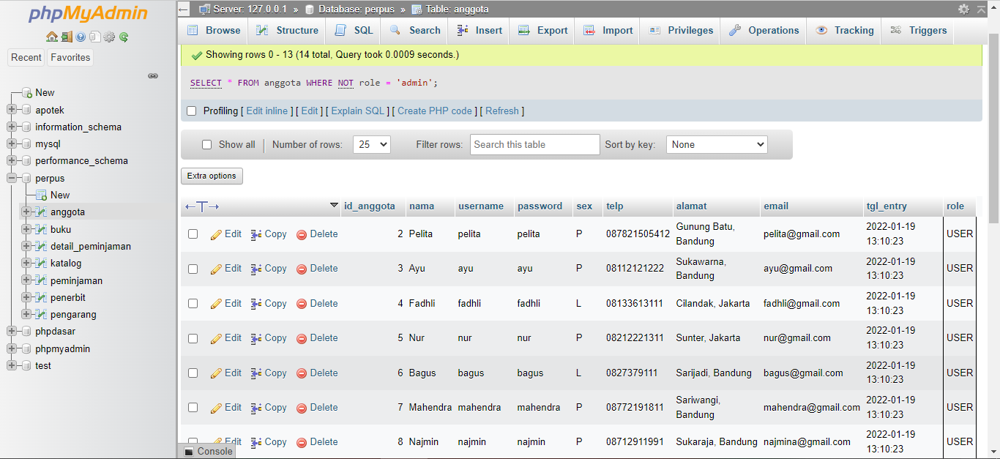 phpMyAdmin
Recent Favorites
New
apotek
information_schema
mysql
performance_schema
perpus
New
anggota
buku
detail_peminjaman
katalog
peminjaman
penerbit
pengarang
phpdasar
phpmyadmin
test
Server: 127.0.0.1 » Database: perpus » Table: anggota
Browse Structure SQL Search Insert Export Import Privileges Operations Tracking Triggers
Showing rows 0 - 13 (14 total, Query took 0.0009 seconds.)
SELECT * FROM anggota WHERE NOT role = 'admin';
Profiling [ Edit inline ] [ Edit ] [ Explain SQL ] [ Create PHP code ] [ Refresh ]
Show all Number of rows: 25 Filter rows: Search this table Sort by key: None
Extra options
←T→ id_anggota nama username password sex telp alamat email tgl_entry role
Edit Copy Delete 2 Pelita pelita pelita P 087821505412 Gunung Batu, Bandung pelita@gmail.com 2022-01-19 13:10:23 USER
Edit Copy Delete 3 Ayu ayu ayu P 08112121222 Sukawarna, Bandung ayu@gmail.com 2022-01-19 13:10:23 USER
Edit Copy Delete 4 Fadhli fadhli fadhli L 08133613111 Cilandak, Jakarta fadhli@gmail.com 2022-01-19 13:10:23 USER
Edit Copy Delete 5 Nur nur nur P 08212221311 Sunter, Jakarta nur@gmail.com 2022-01-19 13:10:23 USER
Edit Copy Delete 6 Bagus bagus bagus L 0827379111 Sarijadi, Bandung bagus@gmail.com 2022-01-19 13:10:23 USER
Edit Copy Delete 7 Mahendra mahendra mahendra P 08772191811 Sariwangi, Bandung mahendra@gmail.com 2022-01-19 13:10:23 USER
Edit Copy Delete 8 Najmin najmin najmin P 08712911991 Sukaraja, Bandung najmina@gmail.com 2022-01-19 13:10:23 USER
Console